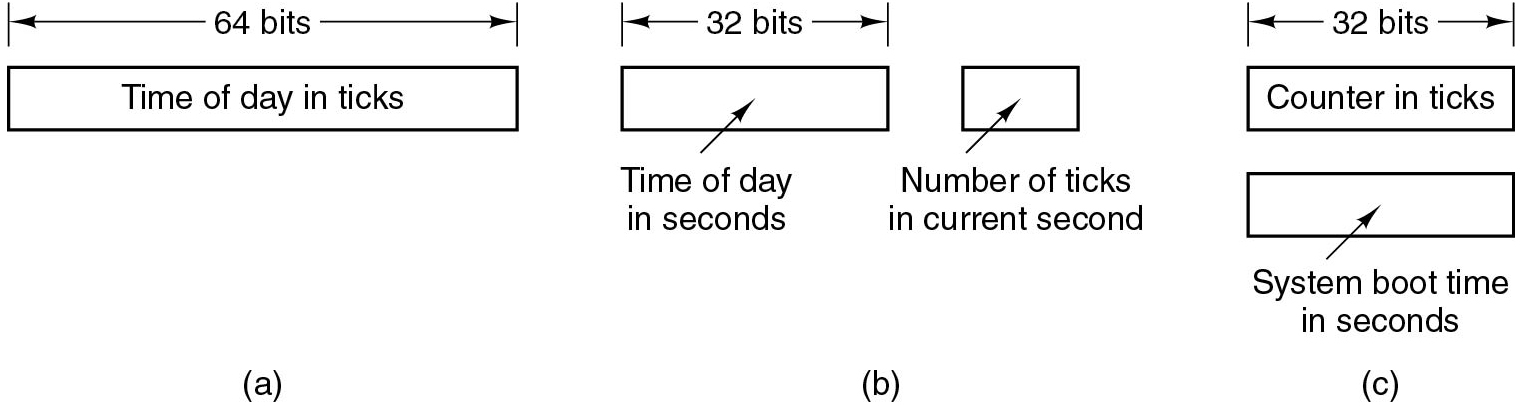 64 bits
Time of day in ticks
(a)
32 bits
Time of day
in seconds
Number of ticks
in current second
(b)
32 bits
Counter in ticks
System boot time
in seconds
(c)